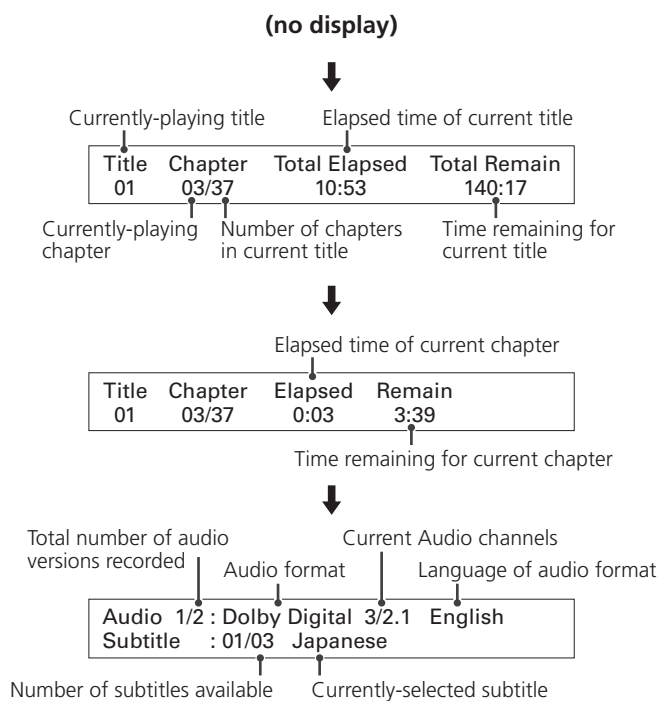 (no display)
Currently-playing title Elapsed time of current title
Title Chapter Total Elapsed Total Remain
01 03/37 10:53 140:17
Currently-playing chapter Number of chapters in current title Time remaining for current title
Elapsed time of current chapter
Title Chapter Elapsed Remain
01 03/37 0:03 3:39
Time remaining for current chapter
Total number of audio versions recorded
Audio format
Current Audio channels
Language of audio format
Audio 1/2 : Dolby Digital 3/2.1 English
Subtitle : 01/03 Japanese
Number of subtitles available Currently-selected subtitle